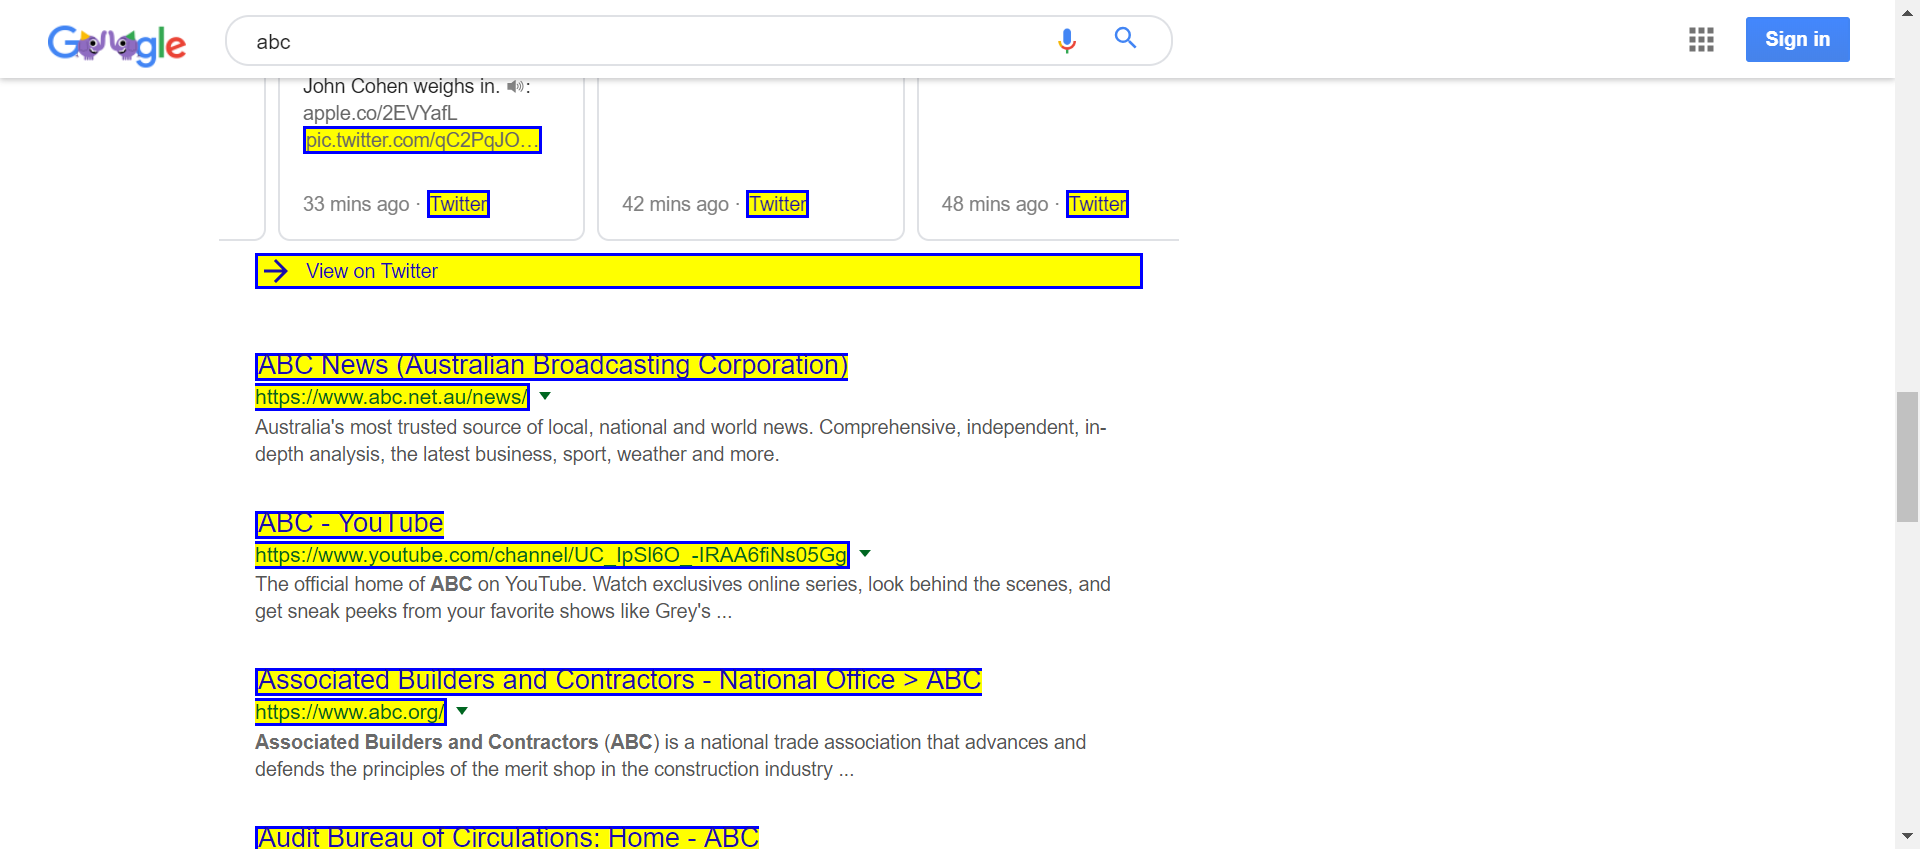 Google
abc
Sign in
John Cohen weighs in. 🔊:
apple.co/2EVYafL
pic.twitter.com/qC2PqJO...
33 mins ago · Twitter
42 mins ago · Twitter
48 mins ago · Twitter
View on Twitter
ABC News (Australian Broadcasting Corporation)
https://www.abc.net.au/news/
Australia's most trusted source of local, national and world news. Comprehensive, independent, in-
depth analysis, the latest business, sport, weather and more.
ABC - YouTube
https://www.youtube.com/channel/UC_IpSl6O_-IRAA6fiNs05Gg
The official home of ABC on YouTube. Watch exclusives online series, look behind the scenes, and
get sneak peeks from your favorite shows like Grey's ...
Associated Builders and Contractors - National Office > ABC
https://www.abc.org/
Associated Builders and Contractors (ABC) is a national trade association that advances and
defends the principles of the merit shop in the construction industry ...
Audit Bureau of Circulations: Home - ABC